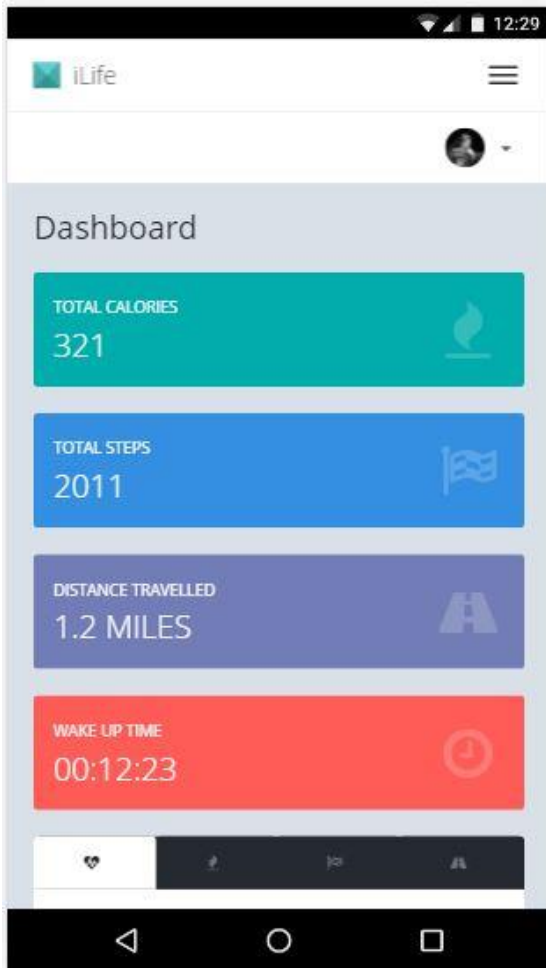 12:29
iLife
Dashboard
TOTAL CALORIES
321
TOTAL STEPS
2011
DISTANCE TRAVELLED
1.2 MILES
WAKE UP TIME
00:12:23